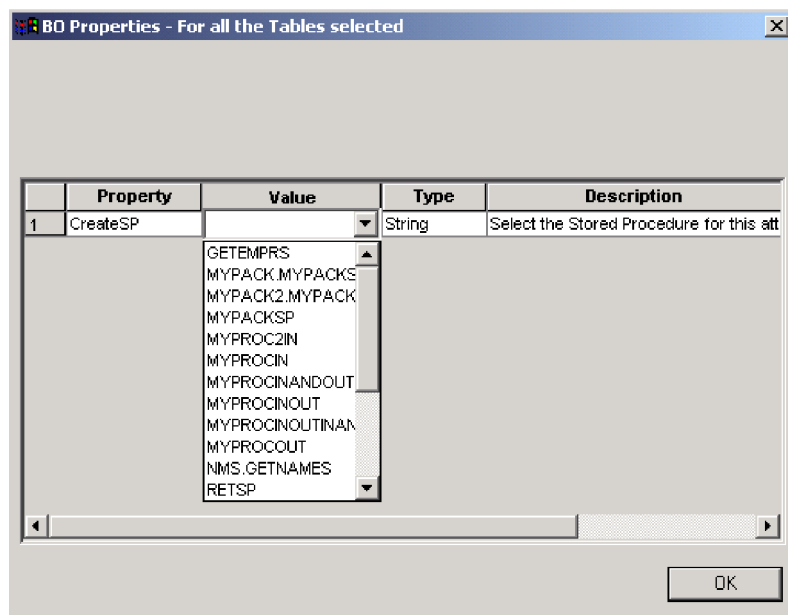 BO Properties - For all the Tables selected
Property Value Type Description
1 CreateSP String Select the Stored Procedure for this att
GETEMPRS
MYPACK.MYPACKS
MYPACK2.MYPACK
MYPACKSP
MYPROC2IN
MYPROCIN
MYPROCINANDOUT
MYPROCINOUT
MYPROCINOUTINAN
MYPROCOUT
NMS.GETNAMES
RETSP
OK